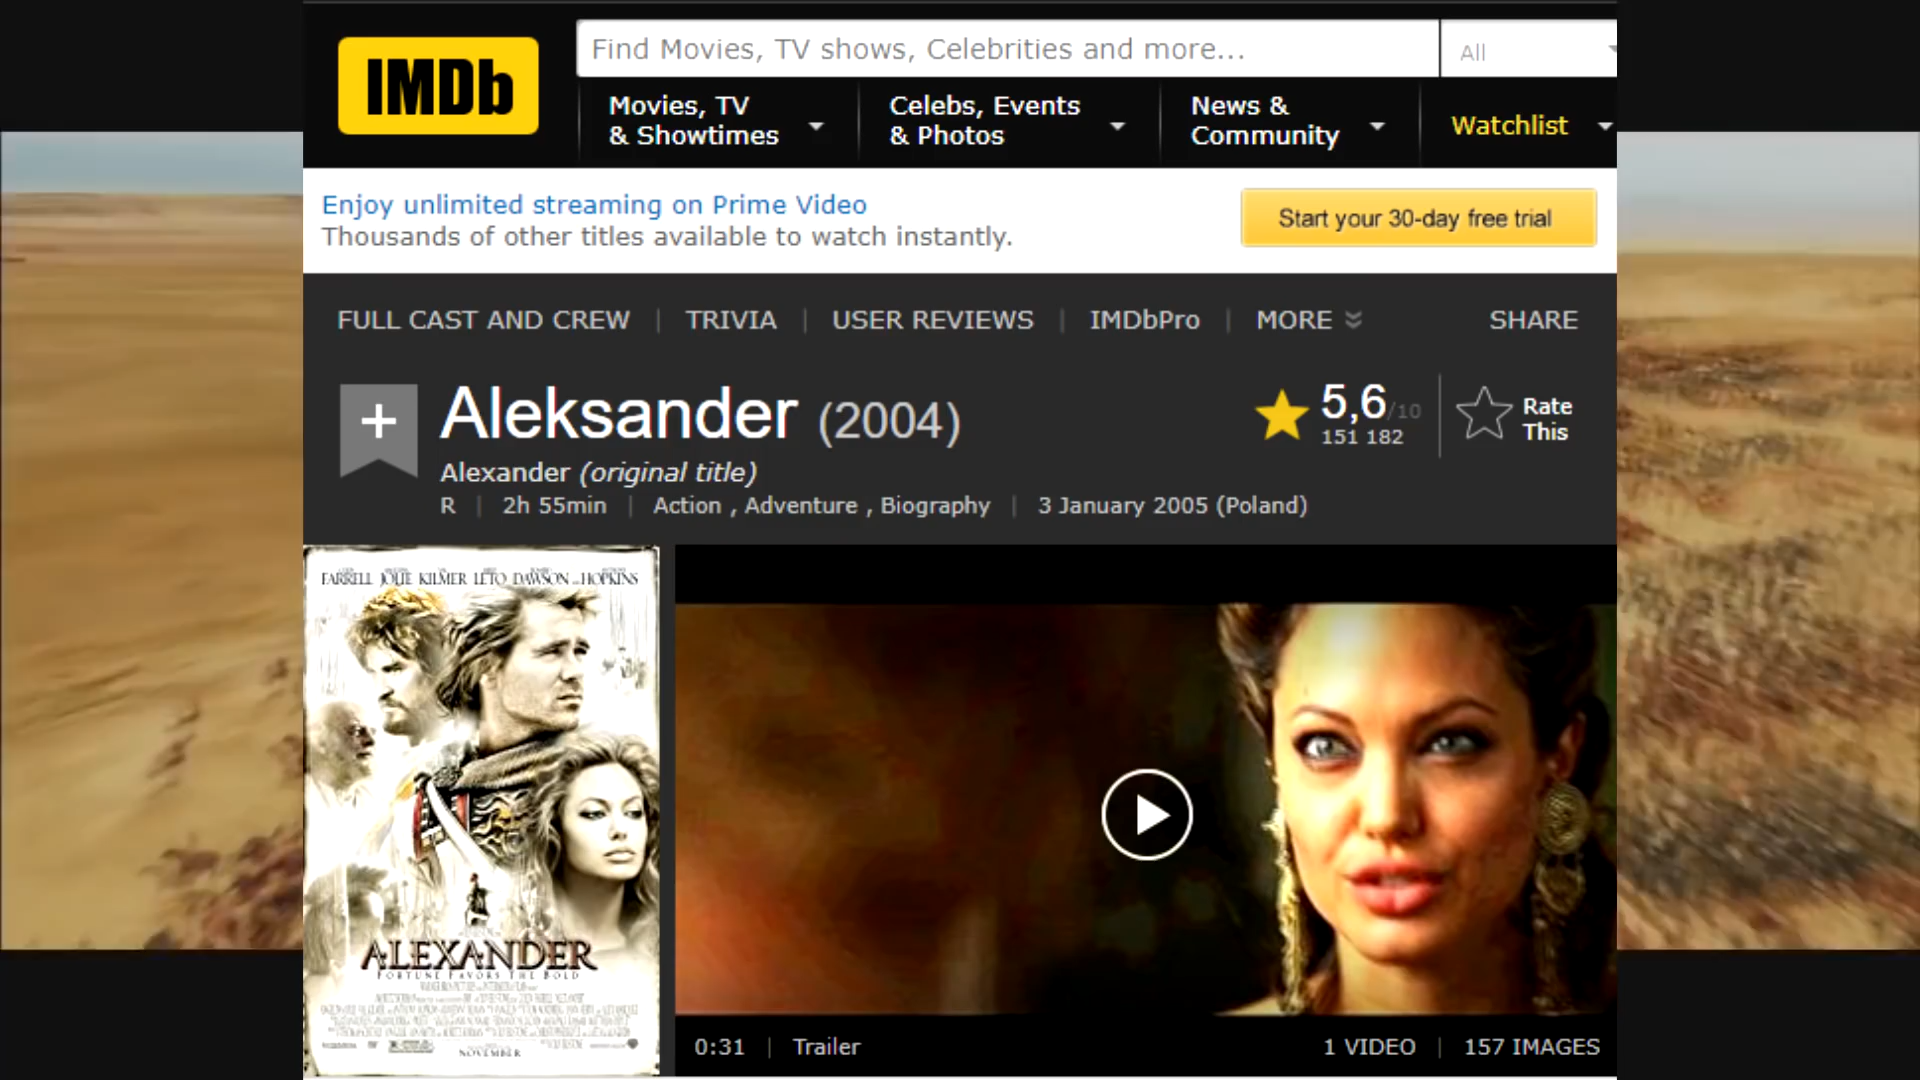 IMDb
Find Movies, TV shows, Celebrities and more...
All
Movies, TV
& Showtimes
Celebs, Events
& Photos
News &
Community
Watchlist
Enjoy unlimited streaming on Prime Video
Thousands of other titles available to watch instantly.
Start your 30-day free trial
FULL CAST AND CREW | TRIVIA | USER REVIEWS | IMDbPro | MORE
SHARE
+
Aleksander (2004)
5,6/10
151 182
Rate
This
Alexander (original title)
R | 2h 55min | Action , Adventure , Biography | 3 January 2005 (Poland)
FARRELL JOLIE KILMER LETO DAWSON HOPKINS
ALEXANDER
FORTUNE FAVORS THE BOLD
NOVEMBER
0:31 | Trailer
1 VIDEO | 157 IMAGES